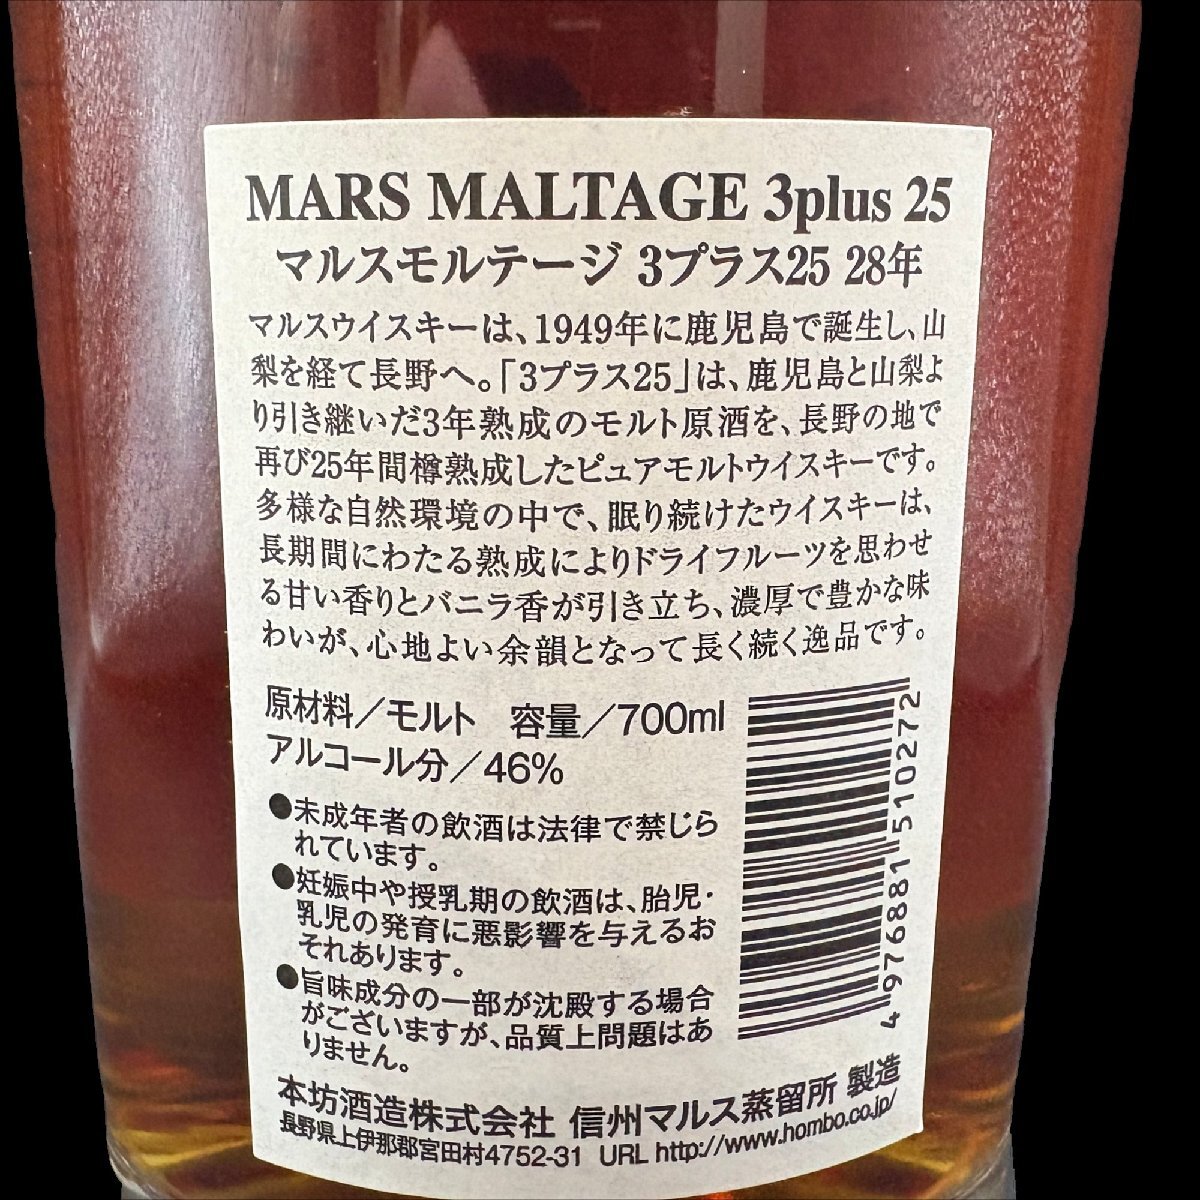 MARS MALTAGE 3plus 25
マルスモルテージ 3プラス25 28年
マルスウイスキーは、1949年に鹿児島で誕生し、山
梨を経て長野へ。「3プラス25」は、鹿児島と山梨よ
り引き継いだ3年熟成のモルト原酒を、長野の地で
再び25年間樽熟成したピュアモルトウイスキーです。
多様な自然環境の中で、眠り続けたウイスキーは、
長期間にわたる熟成によりドライフルーツを思わせ
る甘い香りとバニラ香が引き立ち、濃厚で豊かな味
わいが、心地よい余韻となって長く続く逸品です。
原材料／モルト 容量／700ml
アルコール分／46%
●未成年者の飲酒は法律で禁じら
れています。
●妊娠中や授乳期の飲酒は、胎児・
乳児の発育に悪影響を与えるお
それあります。
●旨味成分の一部が沈殿する場合
がございますが、品質上問題はあ
りません。
4976881510272
本坊酒造株式会社 信州マルス蒸留所 製造
長野県上伊那郡宮田村4752-31 URL http://www.hombo.co.jp/